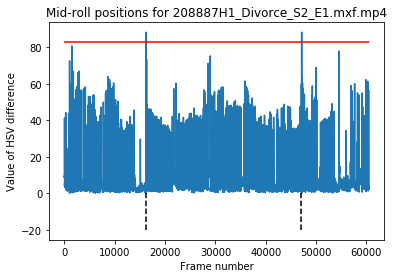 Mid-roll positions for 208887H1_Divorce_S2_E1.mxf.mp4
Value of HSV difference
80
60
40
20
0
−20
0 10000 20000 30000 40000 50000 60000
Frame number